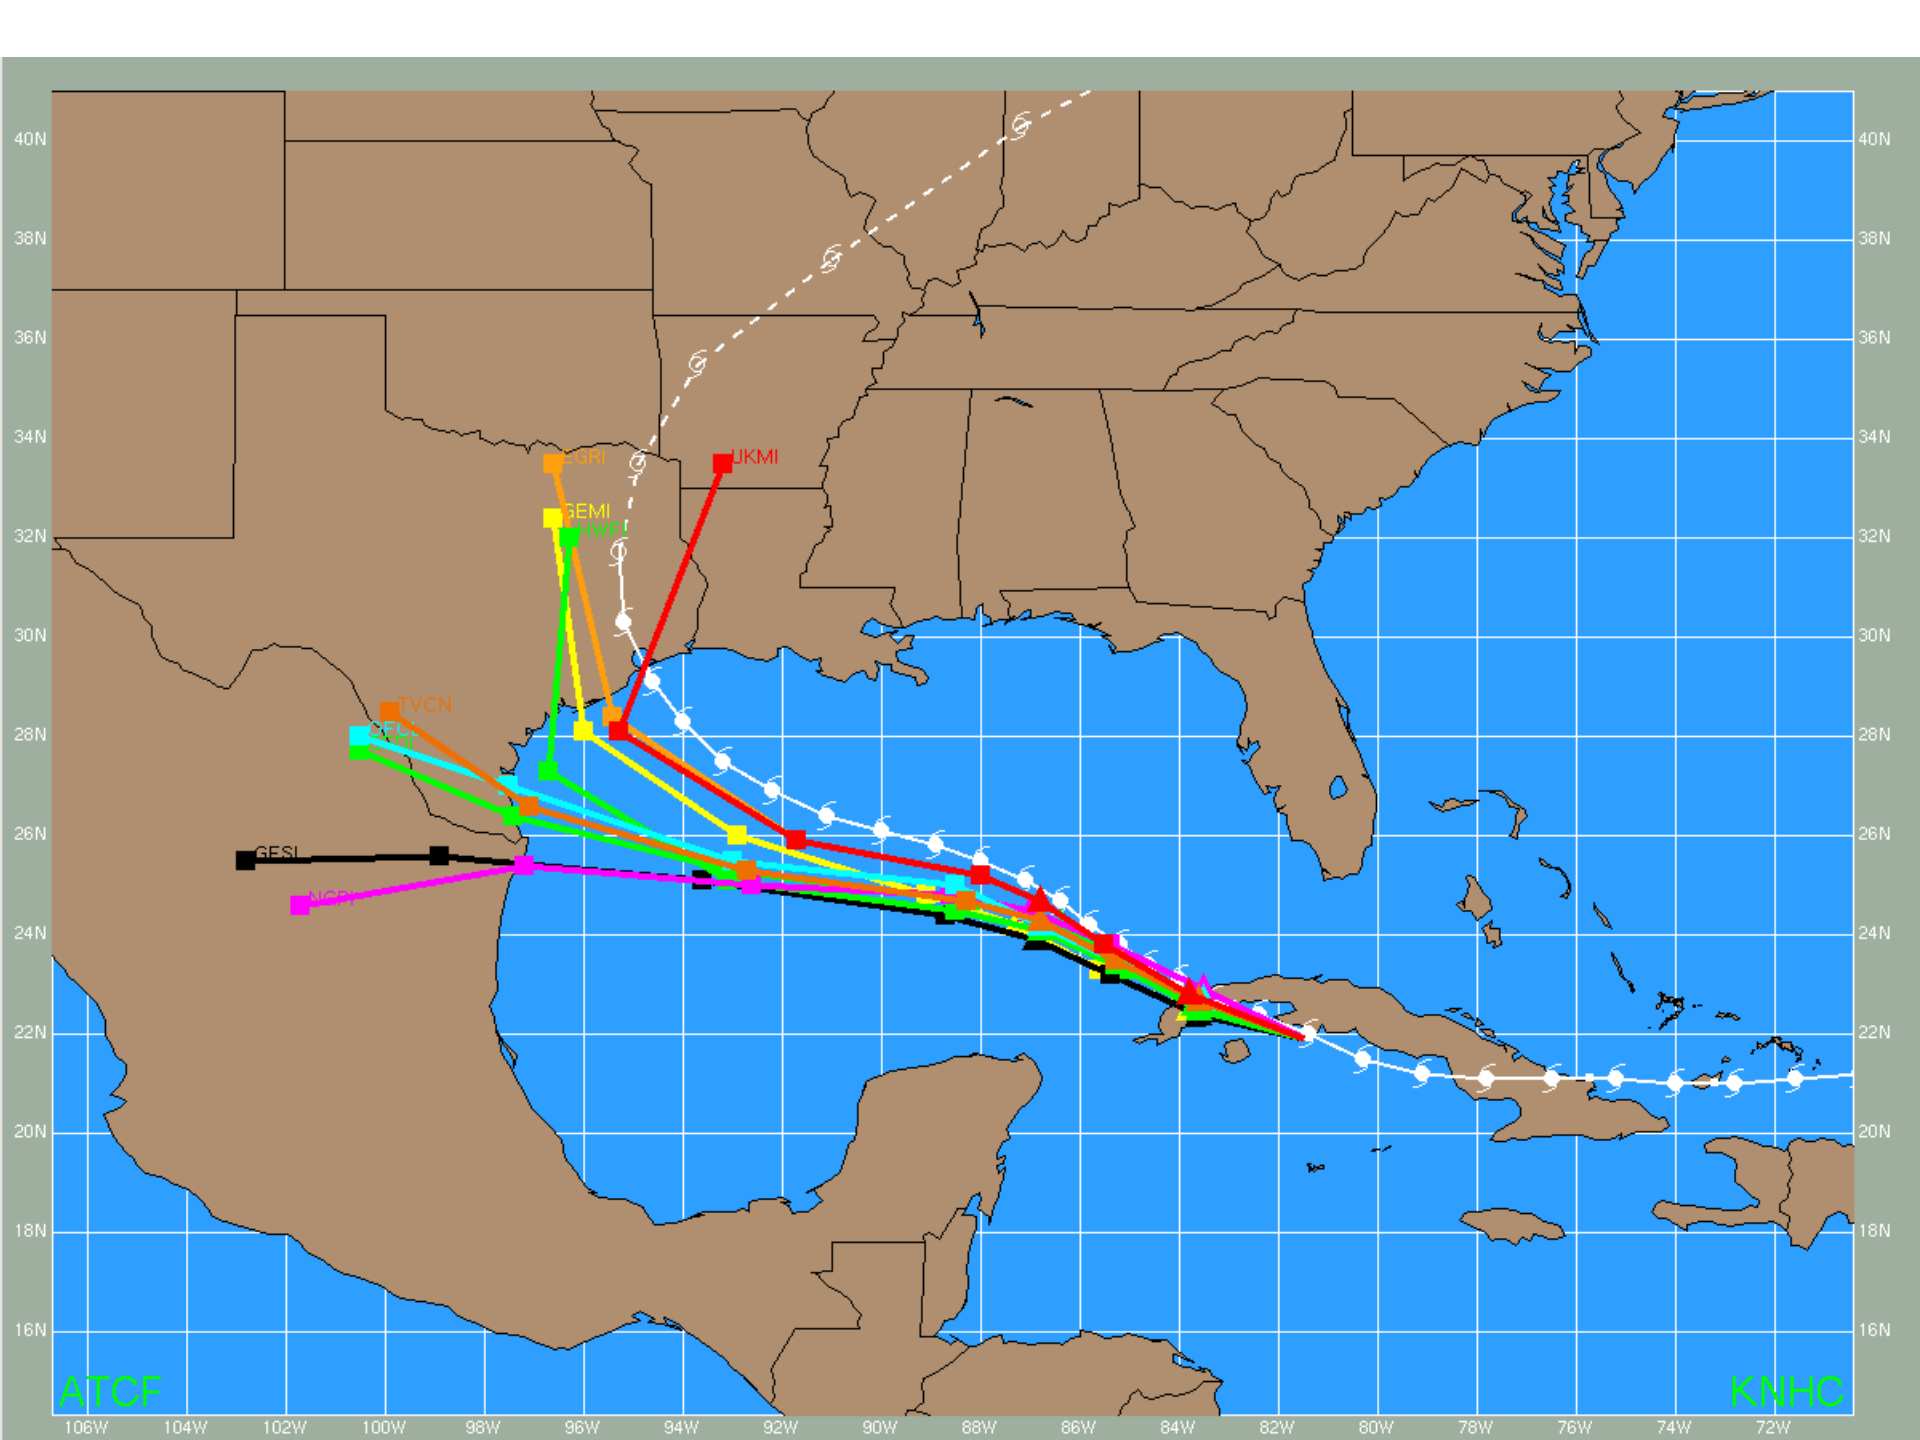 40N 40N
38N 38N
36N 36N
34N 34N
EGRI UKMI
GEMI
32N 32N
HWFI
30N 30N
TVCN
28N 28N
26N 26N
GESL
24N 24N
22N 22N
20N 20N
18N 18N
16N 16N
ATCF KNHC
106W 104W 102W 100W 98W 96W 94W 92W 90W 88W 86W 84W 82W 80W 78W 76W 74W 72W